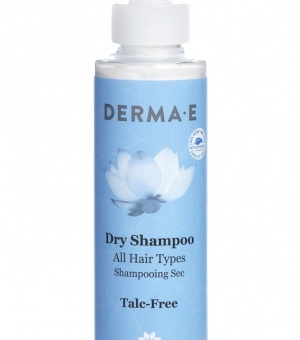 DERMA·E
Dry Shampoo
All Hair Types
Shampooing Sec
Talc-Free